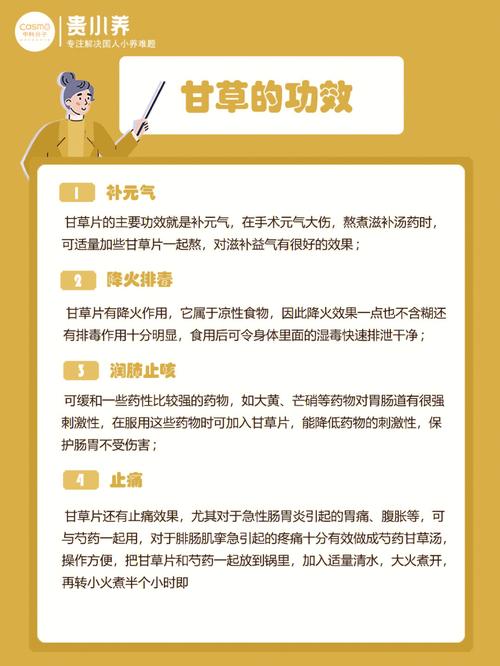 cosmo
中科分子
贵小养
专注解决国人小养难题
甘草的功效
1 补元气
甘草片的主要功效就是补元气，在手术元气大伤，熬煮滋补汤药时，
可适量加些甘草片一起熬，对滋补益气有很好的效果；
2 降火排毒
甘草片有降火作用，它属于凉性食物，因此降火效果一点也不含糊还
有排毒作用十分明显，食用后可令身体里面的湿毒快速排泄干净；
3 润肺止咳
可缓和一些药性比较强的药物，如大黄、芒硝等药物对胃肠道有很强
刺激性，在服用这些药物时可加入甘草片，能降低药物的刺激性，保
护肠胃不受伤害；
4 止痛
甘草片还有止痛效果，尤其对于急性肠胃炎引起的胃痛、腹胀等，可
与芍药一起用，对于腓肠肌挛急引起的疼痛十分有效做成芍药甘草汤，
操作方便，把甘草片和芍药一起放到锅里，加入适量清水，大火煮开，
再转小火煮半个小时即